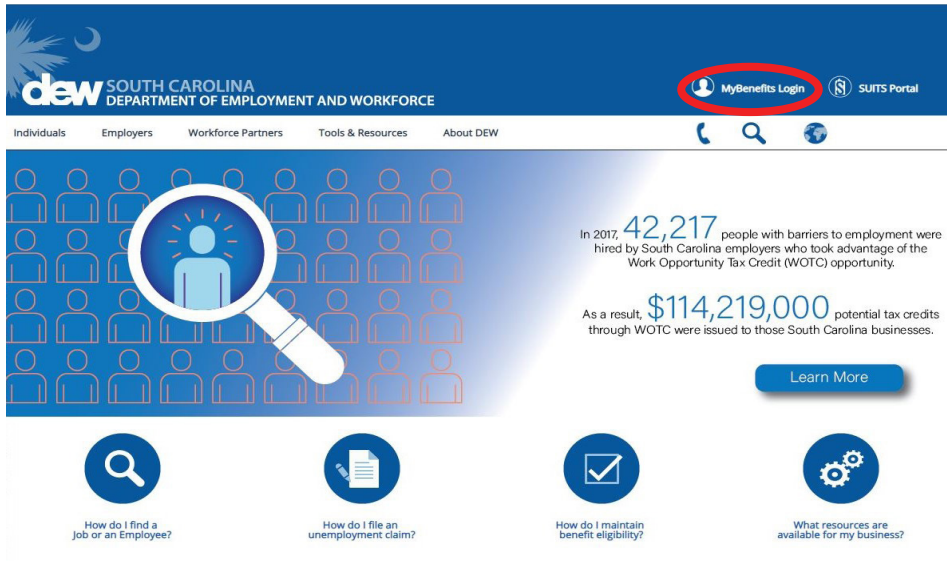 dew SOUTH CAROLINA
DEPARTMENT OF EMPLOYMENT AND WORKFORCE
MyBenefits Login
SUITS Portal
Individuals
Employers
Workforce Partners
Tools & Resources
About DEW
In 2017, 42,217 people with barriers to employment were
hired by South Carolina employers who took advantage of the
Work Opportunity Tax Credit (WOTC) opportunity.
As a result, $114,219,000 potential tax credits
through WOTC were issued to those South Carolina businesses.
Learn More
How do I find a
Job or an Employee?
How do I file an
unemployment claim?
How do I maintain
benefit eligibility?
What resources are
available for my business?